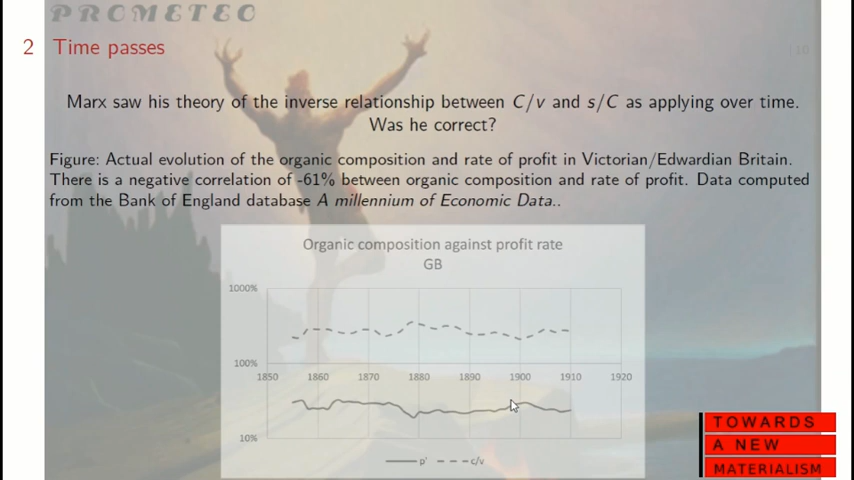 PROMETEO
2 Time passes
Marx saw his theory of the inverse relationship between C/v and s/C as applying over time.
Was he correct?
Figure: Actual evolution of the organic composition and rate of profit in Victorian/Edwardian Britain.
There is a negative correlation of -61% between organic composition and rate of profit. Data computed
from the Bank of England database A millennium of Economic Data..
Organic composition against profit rate
GB
1000%
100%
1850 1860 1870 1880 1890 1900 1910 1920
10%
p' c/v
TOWARDS
A NEW
MATERIALISM